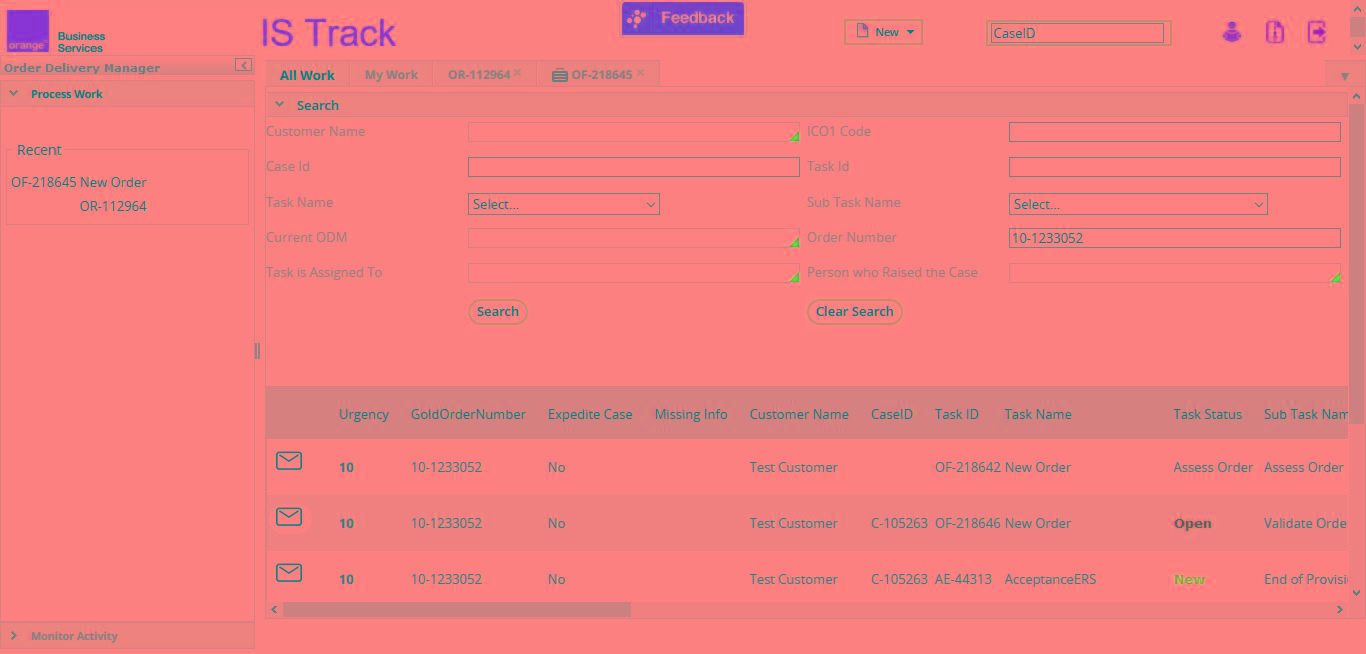 orange
Business
Services
IS Track
Feedback
New
CaseID
Order Delivery Manager
Process Work
Recent
OF-218645 New Order
OR-112964
Monitor Activity
All Work My Work OR-112964 OF-218645
Search
Customer Name ICO1 Code
Case Id Task Id
Task Name Select... Sub Task Name Select...
Current ODM Order Number 10-1233052
Task is Assigned To Person who Raised the Case
Search Clear Search
Urgency GoldOrderNumber Expedite Case Missing Info Customer Name CaseID Task ID Task Name Task Status Sub Task Nam
10 10-1233052 No Test Customer OF-218642 New Order Assess Order Assess Order
10 10-1233052 No Test Customer C-105263 OF-218646 New Order Open Validate Orde
10 10-1233052 No Test Customer C-105263 AE-44313 AcceptanceERS New End of Provisi